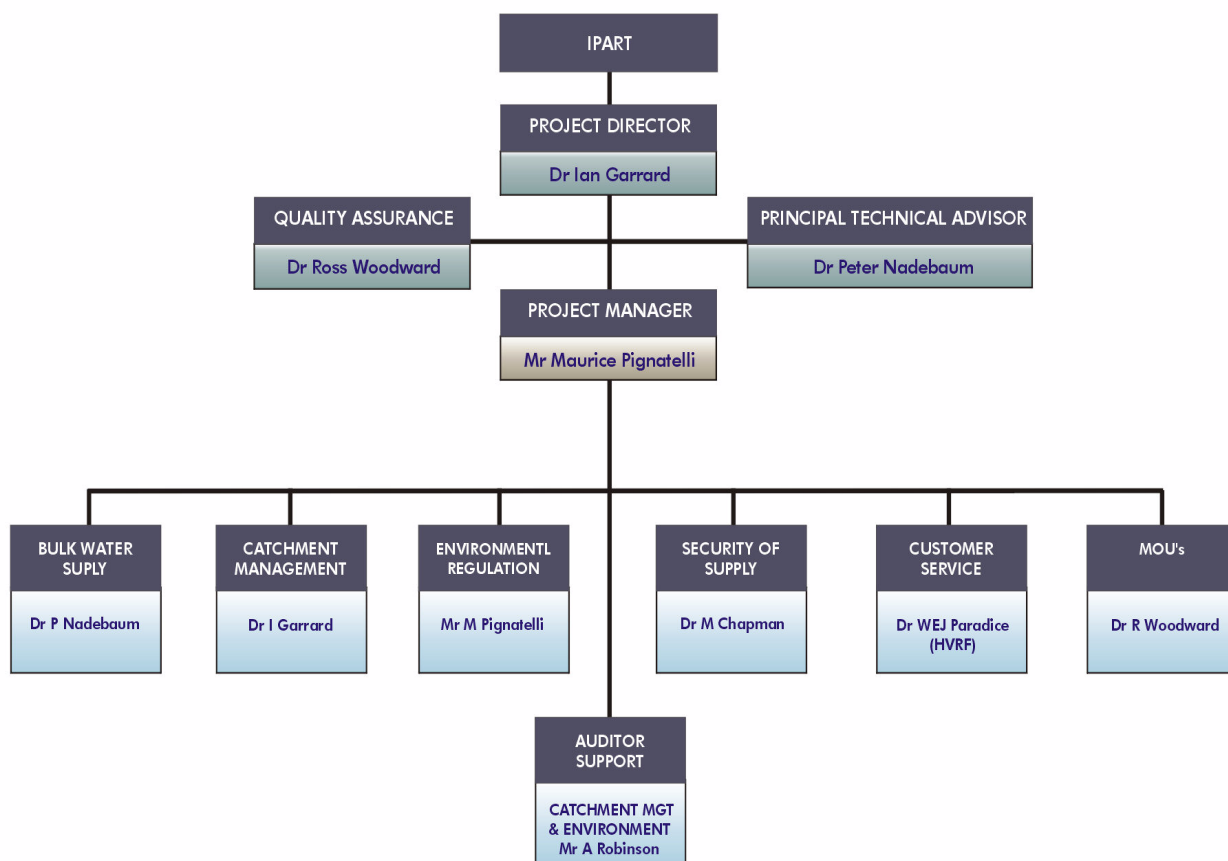 IPART
PROJECT DIRECTOR
Dr Ian Garrard
QUALITY ASSURANCE
Dr Ross Woodward
PRINCIPAL TECHNICAL ADVISOR
Dr Peter Nadebaum
PROJECT MANAGER
Mr Maurice Pignatelli
BULK WATER
SUPLY
Dr P Nadebaum
CATCHMENT
MANAGEMENT
Dr I Garrard
ENVIRONMENTL
REGULATION
Mr M Pignatelli
SECURITY OF
SUPPLY
Dr M Chapman
CUSTOMER
SERVICE
Dr WEJ Paradice
(HVRF)
MOU's
Dr R Woodward
AUDITOR
SUPPORT
CATCHMENT MGT
& ENVIRONMENT
Mr A Robinson